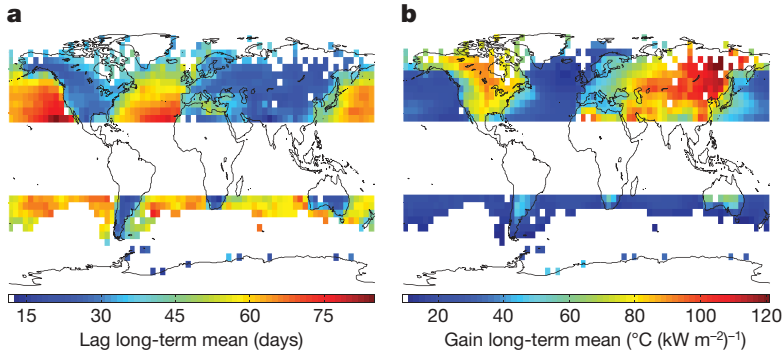 a
b
15 30 45 60 75
Lag long-term mean (days)
20 40 60 80 100 120
Gain long-term mean (°C (kW m⁻²)⁻¹)